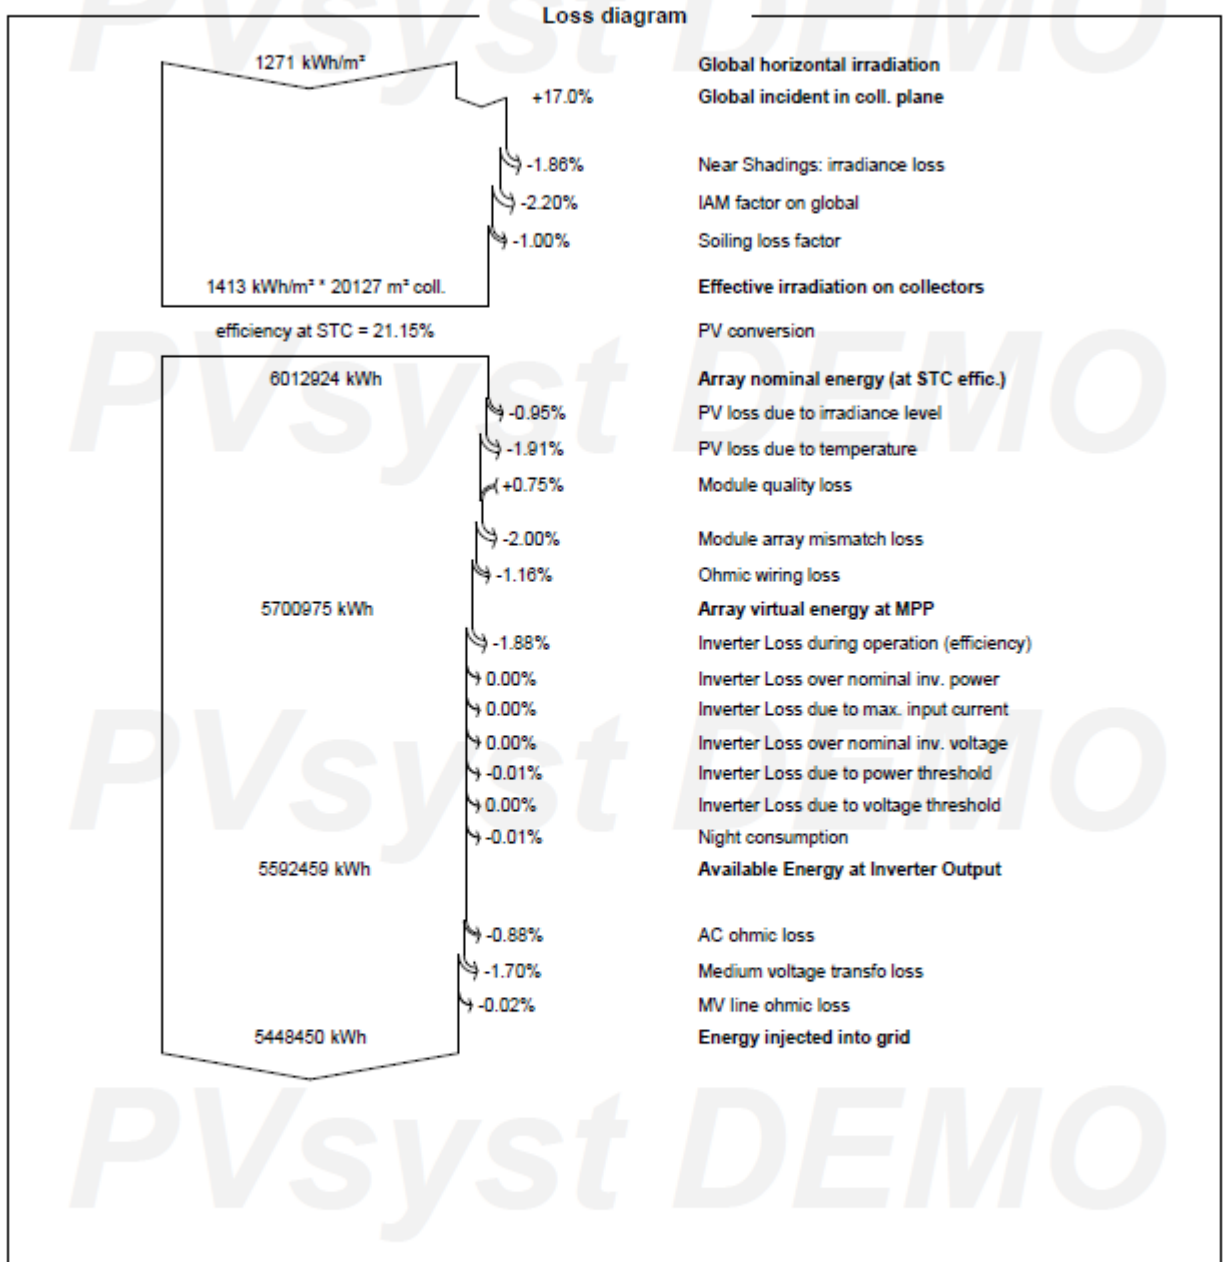 Loss diagram
1271 kWh/m² Global horizontal irradiation
+17.0% Global incident in coll. plane
-1.86% Near Shadings: irradiance loss
-2.20% IAM factor on global
-1.00% Soiling loss factor
1413 kWh/m² * 20127 m² coll. Effective irradiation on collectors
efficiency at STC = 21.15% PV conversion
6012924 kWh Array nominal energy (at STC effic.)
-0.95% PV loss due to irradiance level
-1.91% PV loss due to temperature
+0.75% Module quality loss
-2.00% Module array mismatch loss
-1.16% Ohmic wiring loss
5700975 kWh Array virtual energy at MPP
-1.88% Inverter Loss during operation (efficiency)
0.00% Inverter Loss over nominal inv. power
0.00% Inverter Loss due to max. input current
0.00% Inverter Loss over nominal inv. voltage
-0.01% Inverter Loss due to power threshold
0.00% Inverter Loss due to voltage threshold
-0.01% Night consumption
5592459 kWh Available Energy at Inverter Output
-0.88% AC ohmic loss
-1.70% Medium voltage transfo loss
-0.02% MV line ohmic loss
5448450 kWh Energy injected into grid
PVsyst DEMO
PVsyst DEMO
PVsyst DEMO
PVsyst DEMO